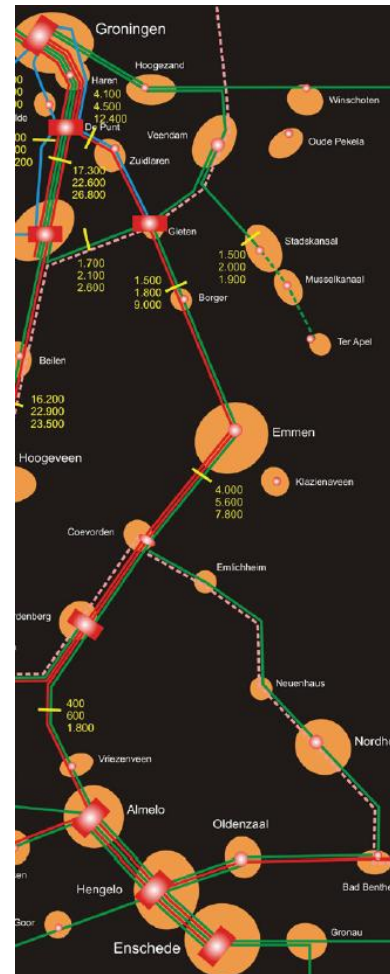 Groningen
Hoogezand
Haren
4.100
4.500
12.400
Winschoten
De Punt
Veendam
Oude Pekela
Zuidlaren
17.300
22.600
26.800
Gieten
Stadskanaal
1.500
2.000
1.900
1.700
2.100
2.600
1.500
1.800
9.000
Musselkanaal
Borger
Ter Apel
Beilen
16.200
22.900
23.500
Emmen
Hoogeveen
4.000
5.600
7.800
Klazienaveen
Coevorden
Emlichheim
rdenberg
Neuenhaus
400
600
1.800
Nordho
Vriezenveen
Almelo
Oldenzaal
Hengelo
Bad Benthe
Goor
Enschede
Gronau